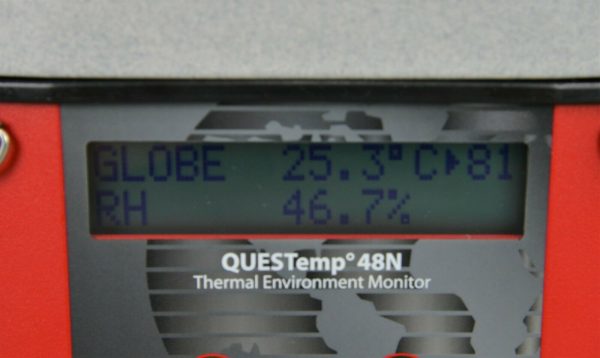 GLOBE 25.3° C▶81
RH 46.7%
QUESTemp° 48N
Thermal Environment Monitor